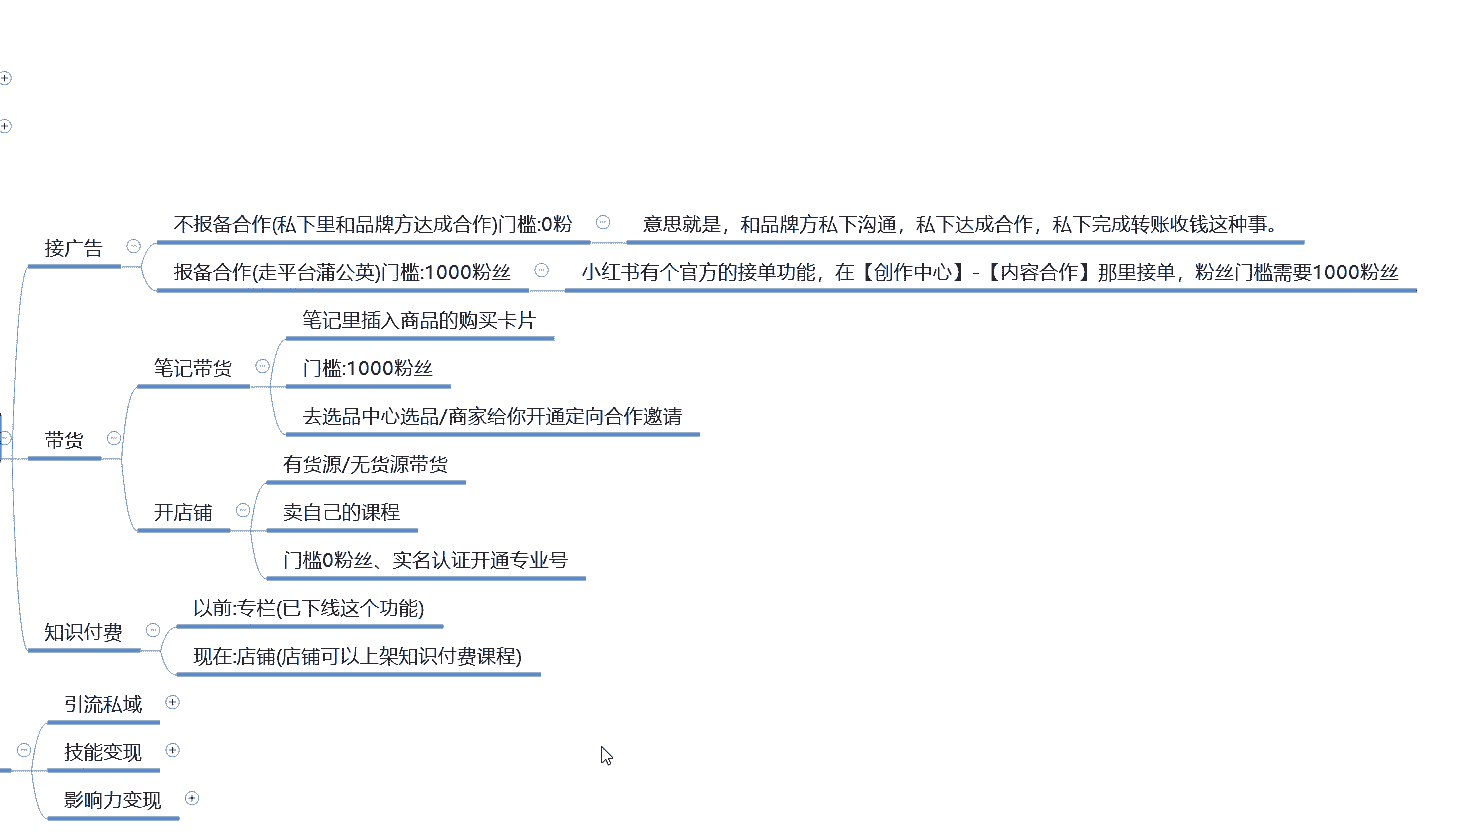 不报备合作(私下里和品牌方达成合作)门槛:0粉
意思就是，和品牌方私下沟通，私下达成合作，私下完成转账收钱这种事。
接广告
报备合作(走平台蒲公英)门槛:1000粉丝
小红书有个官方的接单功能，在【创作中心】-【内容合作】那里接单，粉丝门槛需要1000粉丝
笔记里插入商品的购买卡片
笔记带货
门槛:1000粉丝
去选品中心选品/商家给你开通定向合作邀请
带货
有货源/无货源带货
开店铺
卖自己的课程
门槛0粉丝、实名认证开通专业号
以前:专栏(已下线这个功能)
知识付费
现在:店铺(店铺可以上架知识付费课程)
引流私域
技能变现
影响力变现